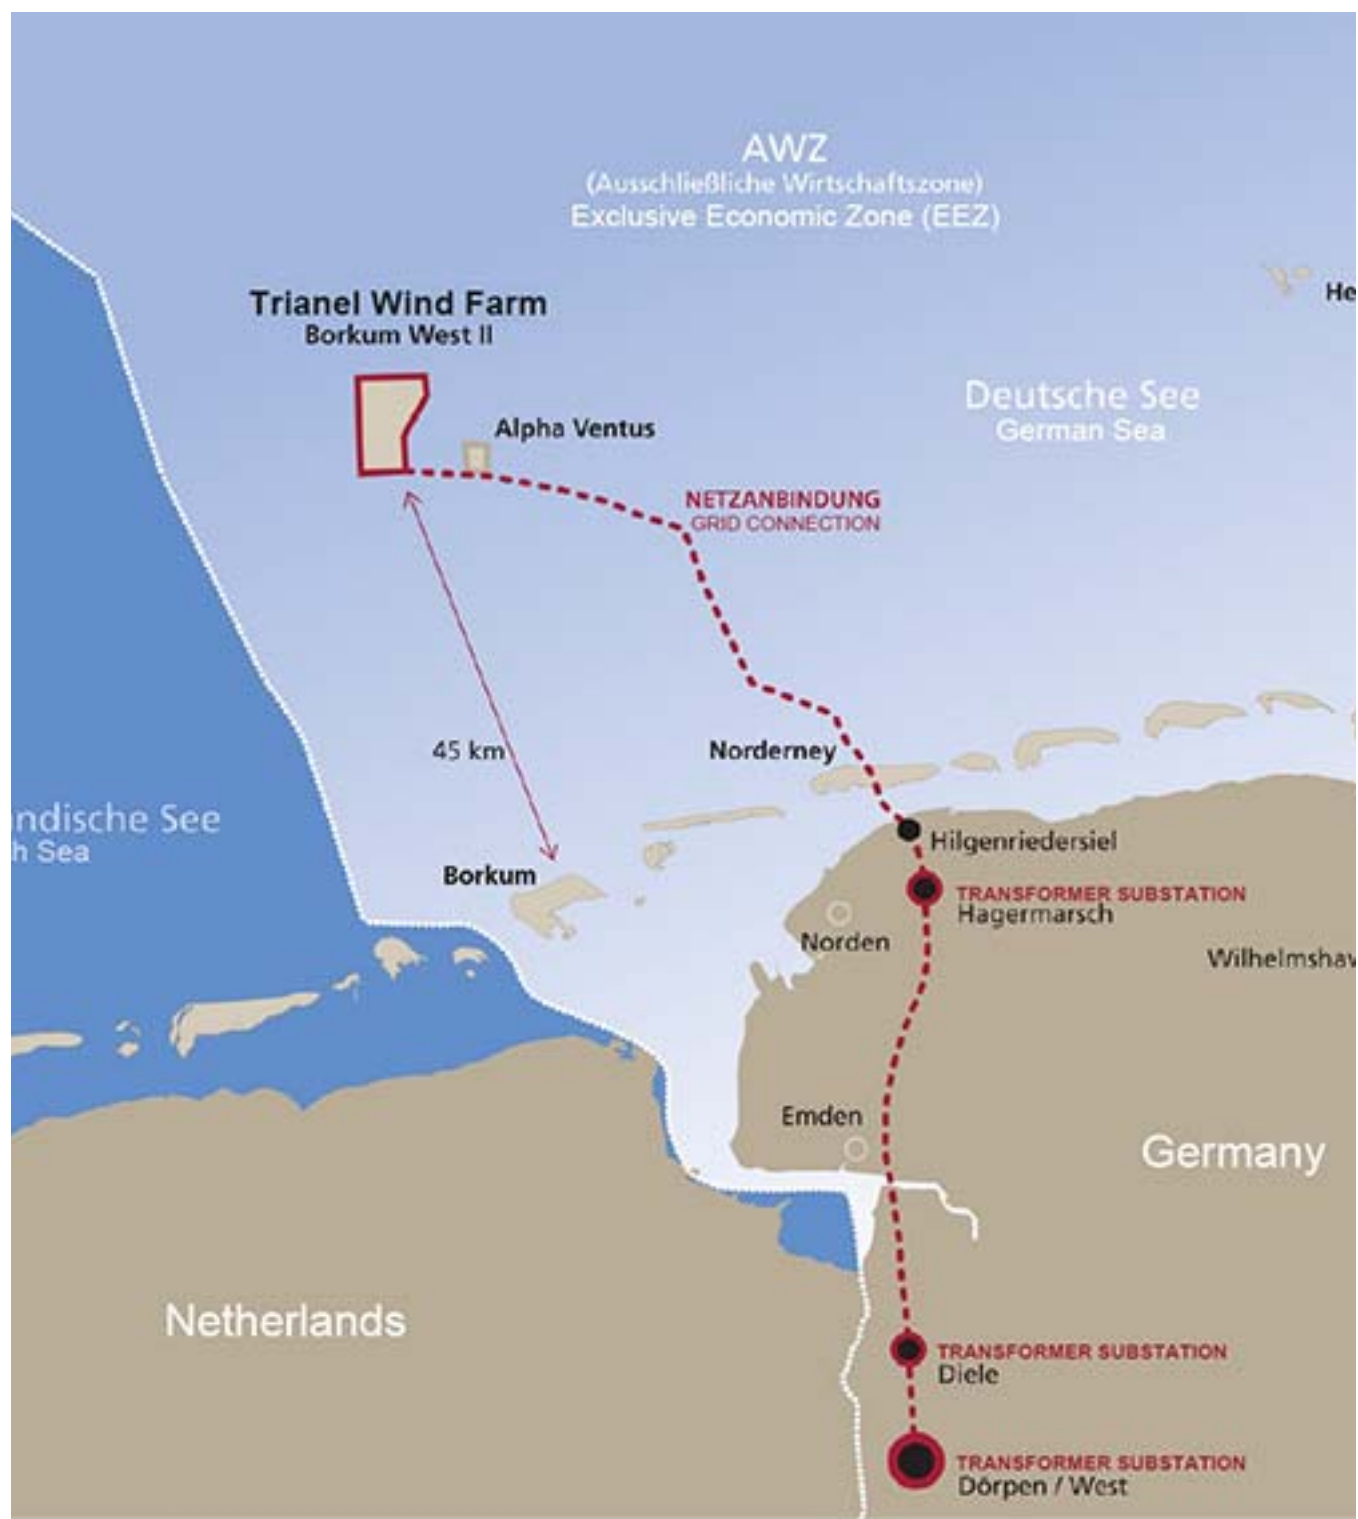 AWZ
(Ausschließliche Wirtschaftszone)
Exclusive Economic Zone (EEZ)
Trianel Wind Farm
Borkum West II
He
Deutsche See
German Sea
Alpha Ventus
NETZANBINDUNG
GRID CONNECTION
45 km
Norderney
ndische See
h Sea
Hilgenriedersiel
Borkum
TRANSFORMER SUBSTATION
Hagermarsch
Norden
Wilhelmshav
Emden
Germany
Netherlands
TRANSFORMER SUBSTATION
Diele
TRANSFORMER SUBSTATION
Dörpen / West